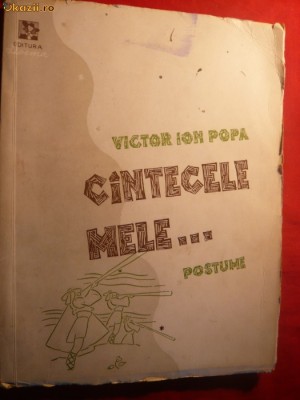 okazii.ro
EDITURA
VICTOR ION POPA
CÎNTECELE
MELE...
POSTUME